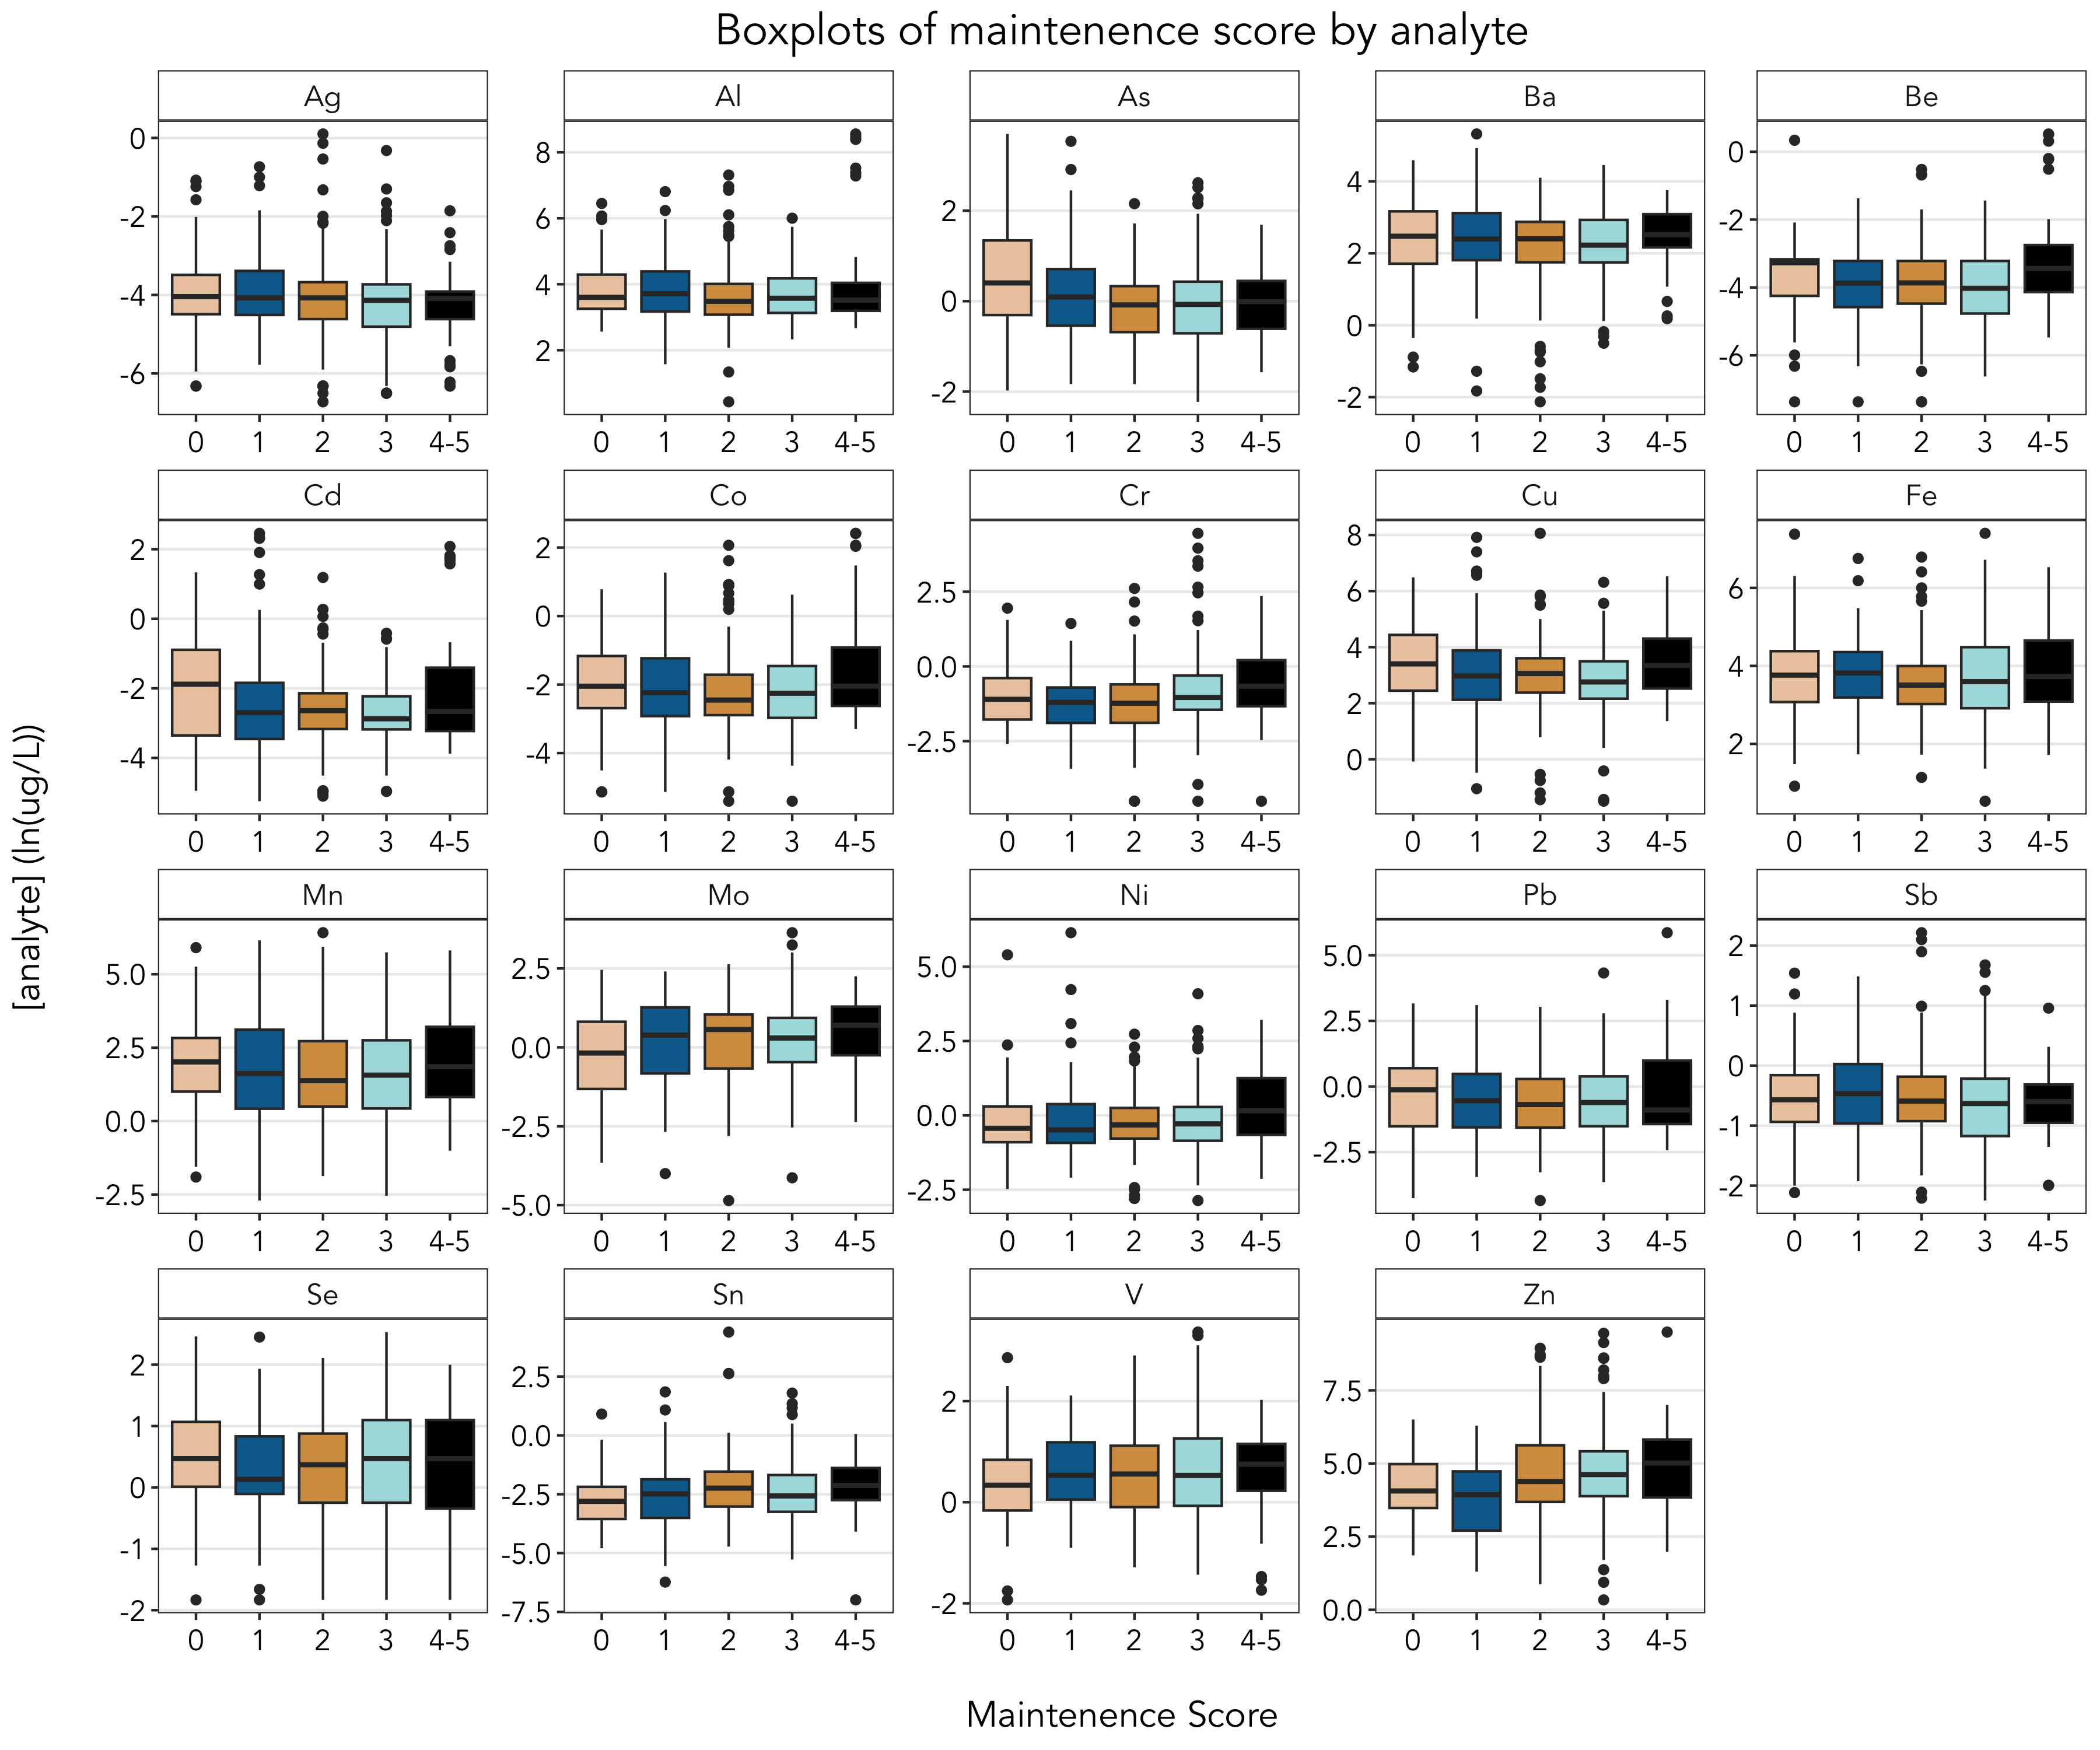 Boxplots of maintenence score by analyte
[analyte] (ln(ug/L))
Ag
0
-2
-4
-6
0 1 2 3 4-5
Al
8
6
4
2
0 1 2 3 4-5
As
2
0
-2
0 1 2 3 4-5
Ba
4
2
0
-2
0 1 2 3 4-5
Be
0
-2
-4
-6
0 1 2 3 4-5
Cd
2
0
-2
-4
0 1 2 3 4-5
Co
2
0
-2
-4
0 1 2 3 4-5
Cr
2.5
0.0
-2.5
0 1 2 3 4-5
Cu
8
6
4
2
0
0 1 2 3 4-5
Fe
6
4
2
0 1 2 3 4-5
Mn
5.0
2.5
0.0
-2.5
0 1 2 3 4-5
Mo
2.5
0.0
-2.5
-5.0
0 1 2 3 4-5
Ni
5.0
2.5
0.0
-2.5
0 1 2 3 4-5
Pb
5.0
2.5
0.0
-2.5
0 1 2 3 4-5
Sb
2
1
0
-1
-2
0 1 2 3 4-5
Se
2
1
0
-1
-2
0 1 2 3 4-5
Sn
2.5
0.0
-2.5
-5.0
-7.5
0 1 2 3 4-5
V
2
0
-2
0 1 2 3 4-5
Zn
7.5
5.0
2.5
0.0
0 1 2 3 4-5
Maintenence Score